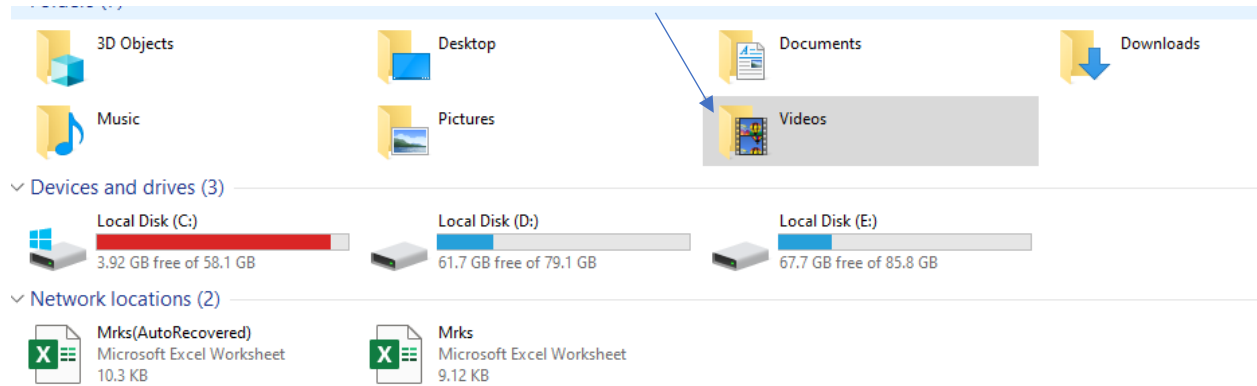 Folders (7)
3D Objects
Desktop
Documents
Downloads
Music
Pictures
Videos
Devices and drives (3)
Local Disk (C:)
3.92 GB free of 58.1 GB
Local Disk (D:)
61.7 GB free of 79.1 GB
Local Disk (E:)
67.7 GB free of 85.8 GB
Network locations (2)
Mrks(AutoRecovered)
Microsoft Excel Worksheet
10.3 KB
Mrks
Microsoft Excel Worksheet
9.12 KB